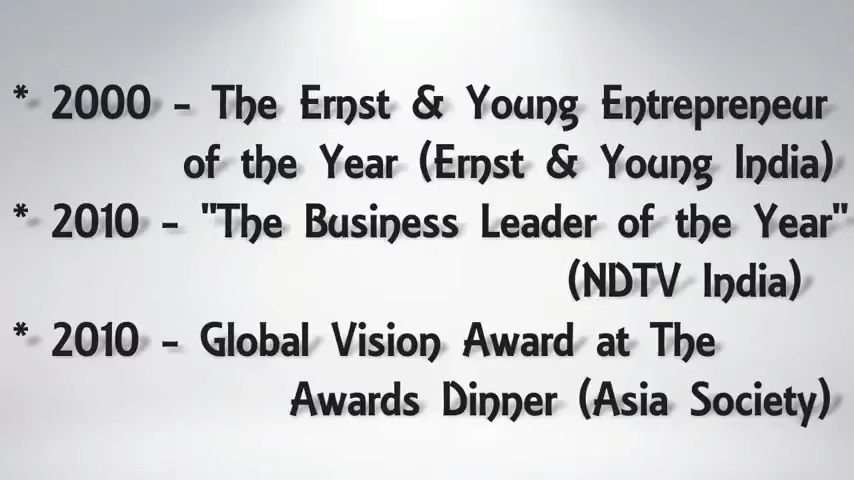 * 2000 - The Ernst & Young Entrepreneur
of the Year (Ernst & Young India)
* 2010 - "The Business Leader of the Year"
(NDTV India)
* 2010 - Global Vision Award at The
Awards Dinner (Asia Society)